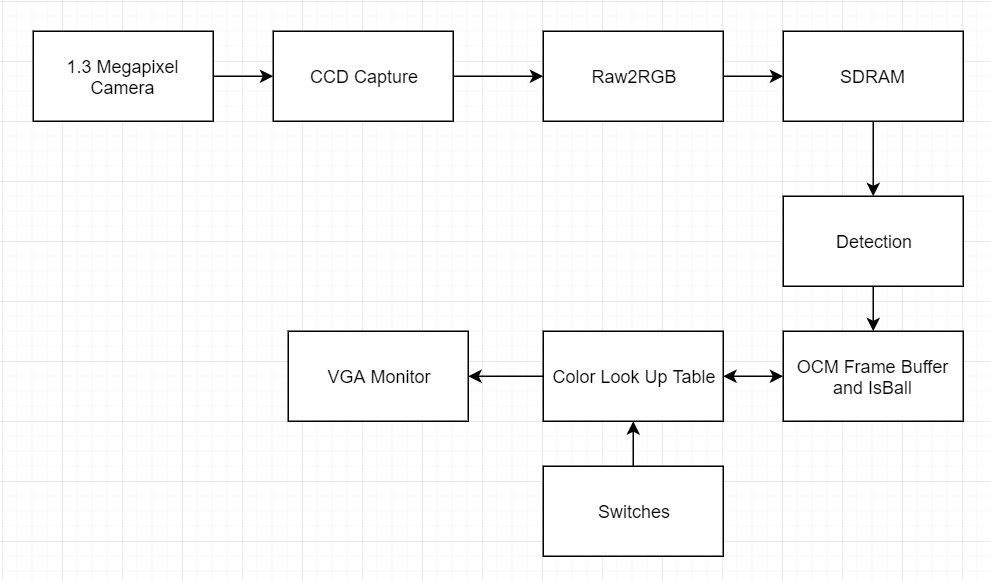 1.3 Megapixel
Camera
CCD Capture
Raw2RGB
SDRAM
Detection
VGA Monitor
Color Look Up Table
OCM Frame Buffer
and IsBall
Switches